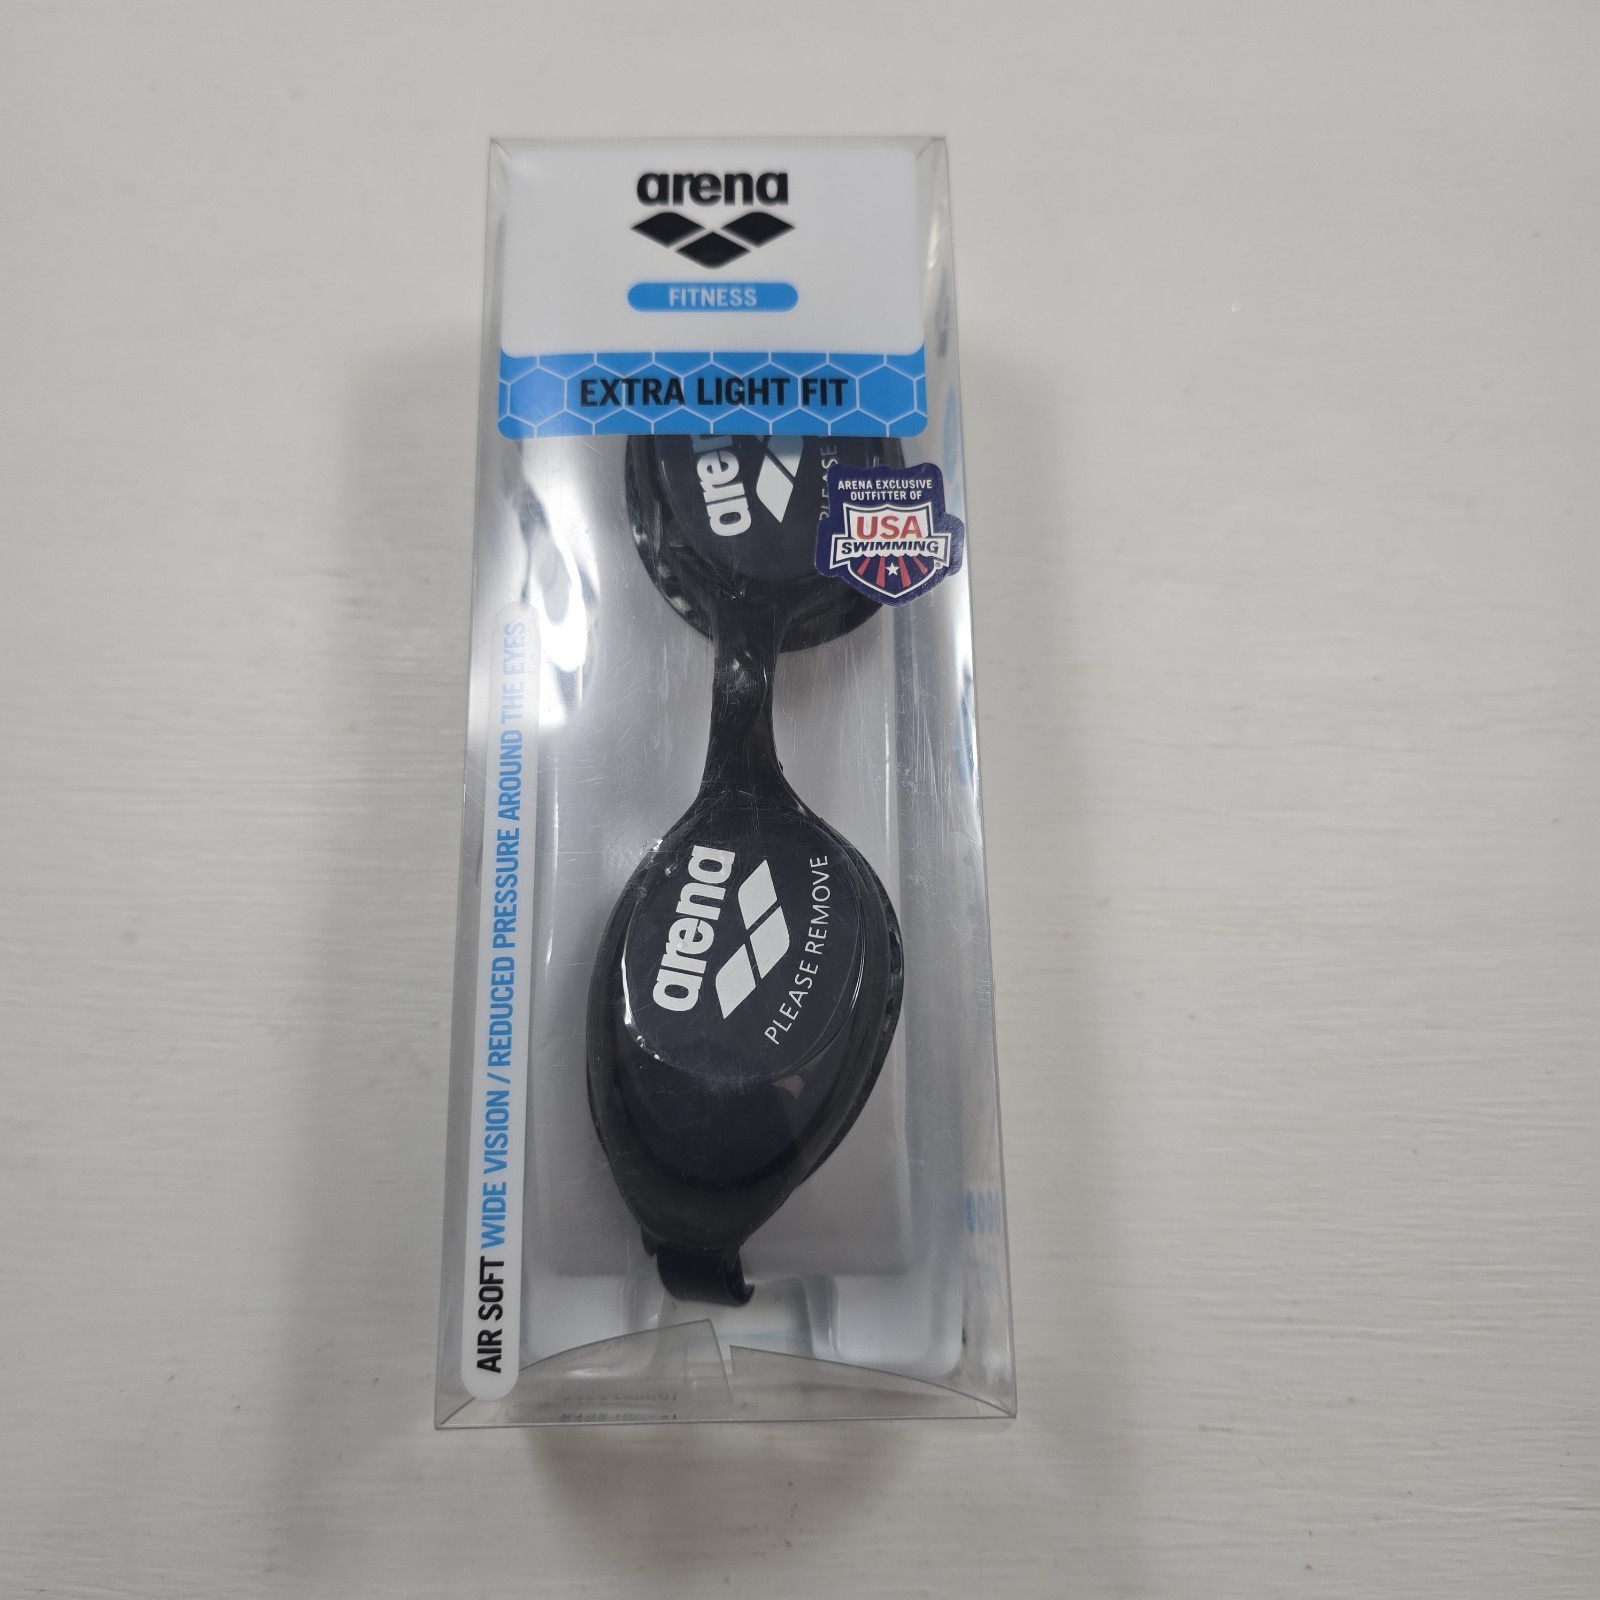 arena
FITNESS
EXTRA LIGHT FIT
arena
PLEASE
ARENA EXCLUSIVE
OUTFITTER OF
USA
SWIMMING
AIR SOFT WIDE VISION / REDUCED PRESSURE AROUND THE EYES
arena
PLEASE REMOVE